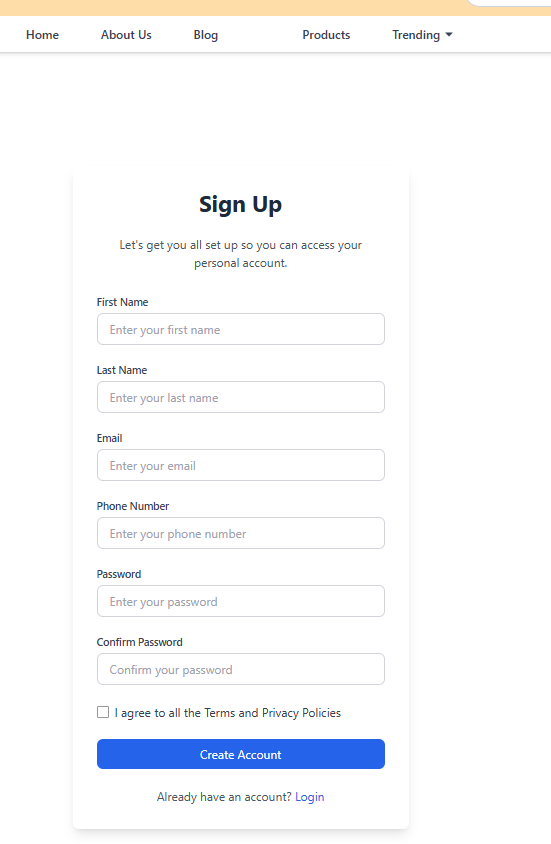 Home About Us Blog Products Trending
Sign Up
Let's get you all set up so you can access your
personal account.
First Name
Enter your first name
Last Name
Enter your last name
Email
Enter your email
Phone Number
Enter your phone number
Password
Enter your password
Confirm Password
Confirm your password
I agree to all the Terms and Privacy Policies
Create Account
Already have an account? Login